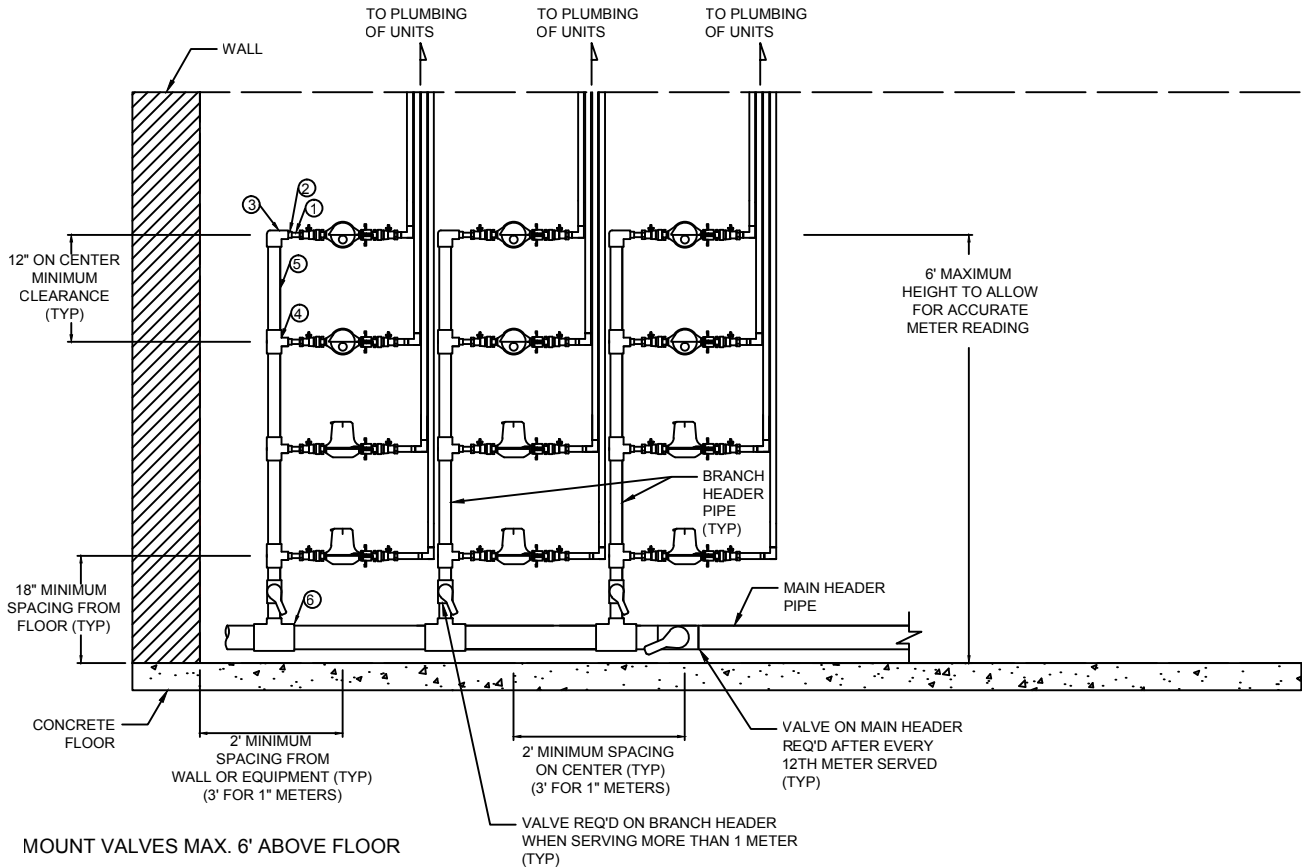 TO PLUMBING
OF UNITS
TO PLUMBING
OF UNITS
TO PLUMBING
OF UNITS
WALL
3
2
1
12" ON CENTER
MINIMUM
CLEARANCE
(TYP)
5
4
6' MAXIMUM
HEIGHT TO ALLOW
FOR ACCURATE
METER READING
BRANCH
HEADER
PIPE
(TYP)
18" MINIMUM
SPACING FROM
FLOOR (TYP)
6
MAIN HEADER
PIPE
CONCRETE
FLOOR
2' MINIMUM
SPACING FROM
WALL OR EQUIPMENT (TYP)
(3' FOR 1" METERS)
2' MINIMUM SPACING
ON CENTER (TYP)
(3' FOR 1" METERS)
VALVE ON MAIN HEADER
REQ'D AFTER EVERY
12TH METER SERVED
(TYP)
VALVE REQ'D ON BRANCH HEADER
WHEN SERVING MORE THAN 1 METER
(TYP)
MOUNT VALVES MAX. 6' ABOVE FLOOR